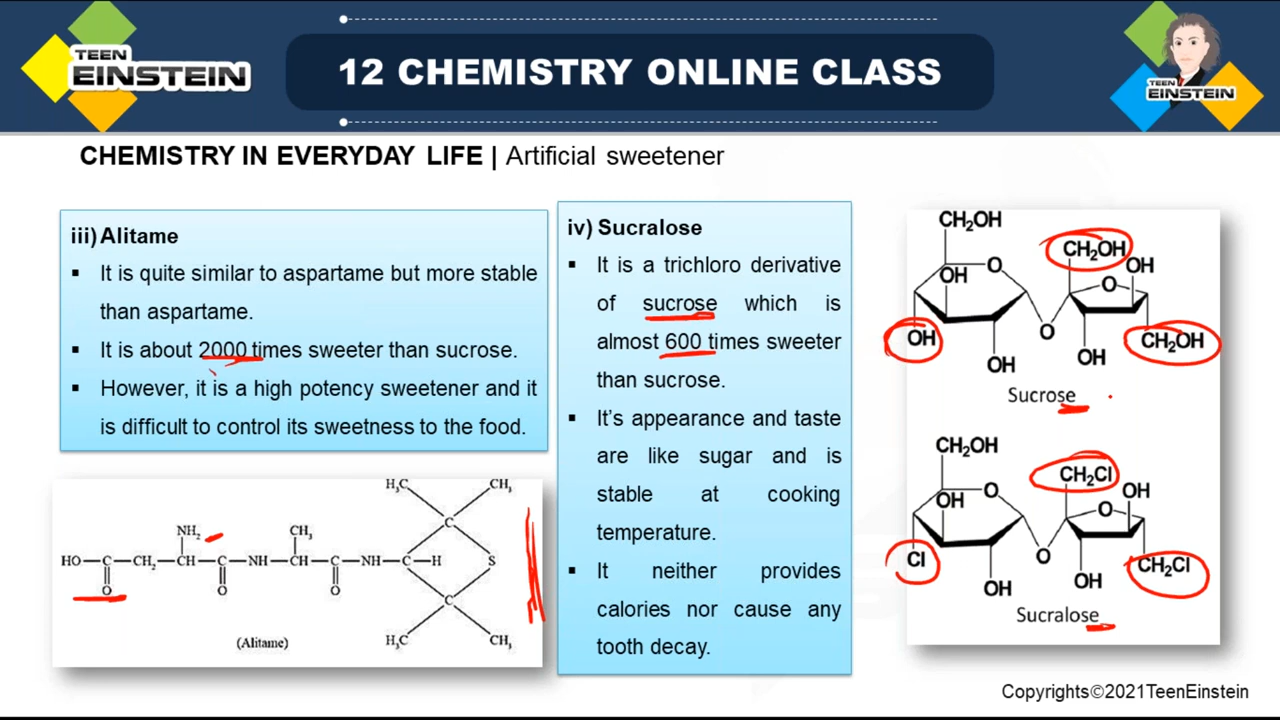 TEEN
EINSTEIN
12 CHEMISTRY ONLINE CLASS
TEEN
EINSTEIN
CHEMISTRY IN EVERYDAY LIFE | Artificial sweetener
iii) Alitame
▪ It is quite similar to aspartame but more stable
than aspartame.
▪ It is about 2000 times sweeter than sucrose.
▪ However, it is a high potency sweetener and it
is difficult to control its sweetness to the food.
H₃C CH₃
C
NH₂ CH₃
HO—C—CH₂—CH—C—NH—CH—C—NH—C—H S
O O O
C
H₃C CH₃
(Alitame)
iv) Sucralose
▪ It is a trichloro derivative
of sucrose which is
almost 600 times sweeter
than sucrose.
▪ It’s appearance and taste
are like sugar and is
stable at cooking
temperature.
▪ It neither provides
calories nor cause any
tooth decay.
CH₂OH
CH₂OH
O OH
OH O
OH O CH₂OH
OH OH
Sucrose
CH₂OH
CH₂Cl
O OH
OH O
Cl O CH₂Cl
OH OH
Sucralose
Copyrights©2021TeenEinstein